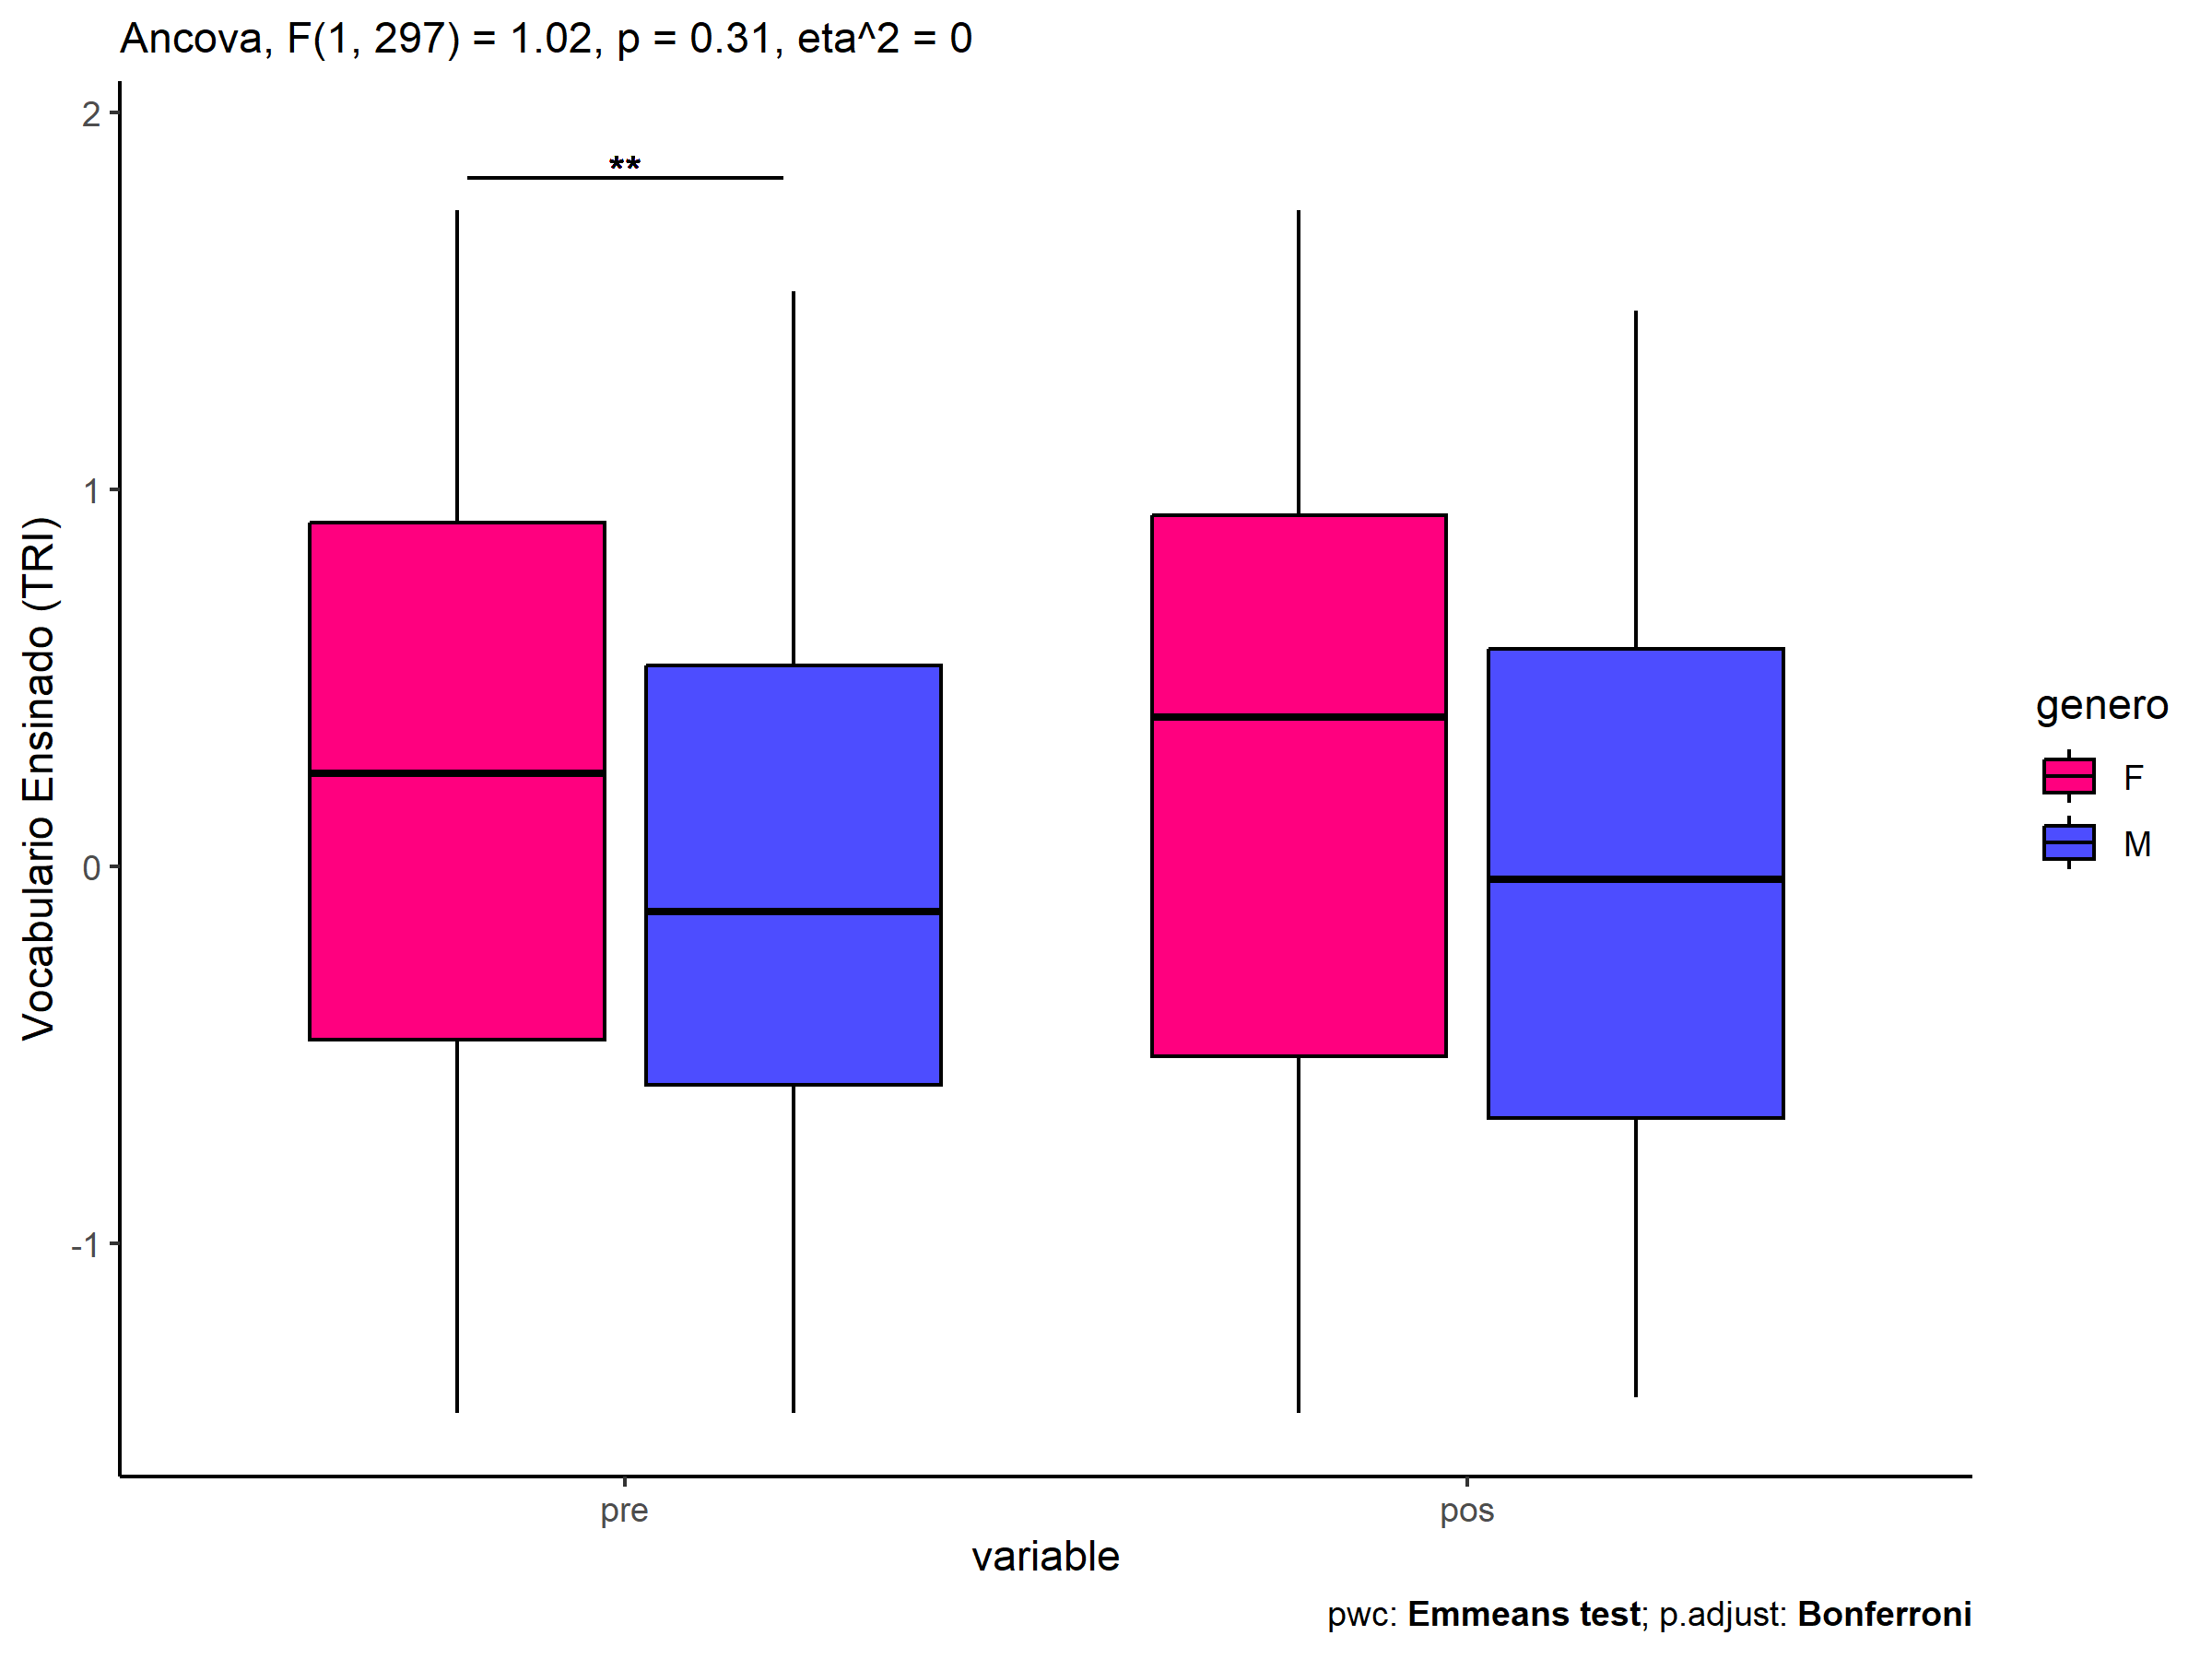 Ancova, F(1, 297) = 1.02, p = 0.31, eta^2 = 0
Vocabulario Ensinado (TRI)
2
1
0
-1
**
pre
pos
variable
genero
F
M
pwc: Emmeans test; p.adjust: Bonferroni